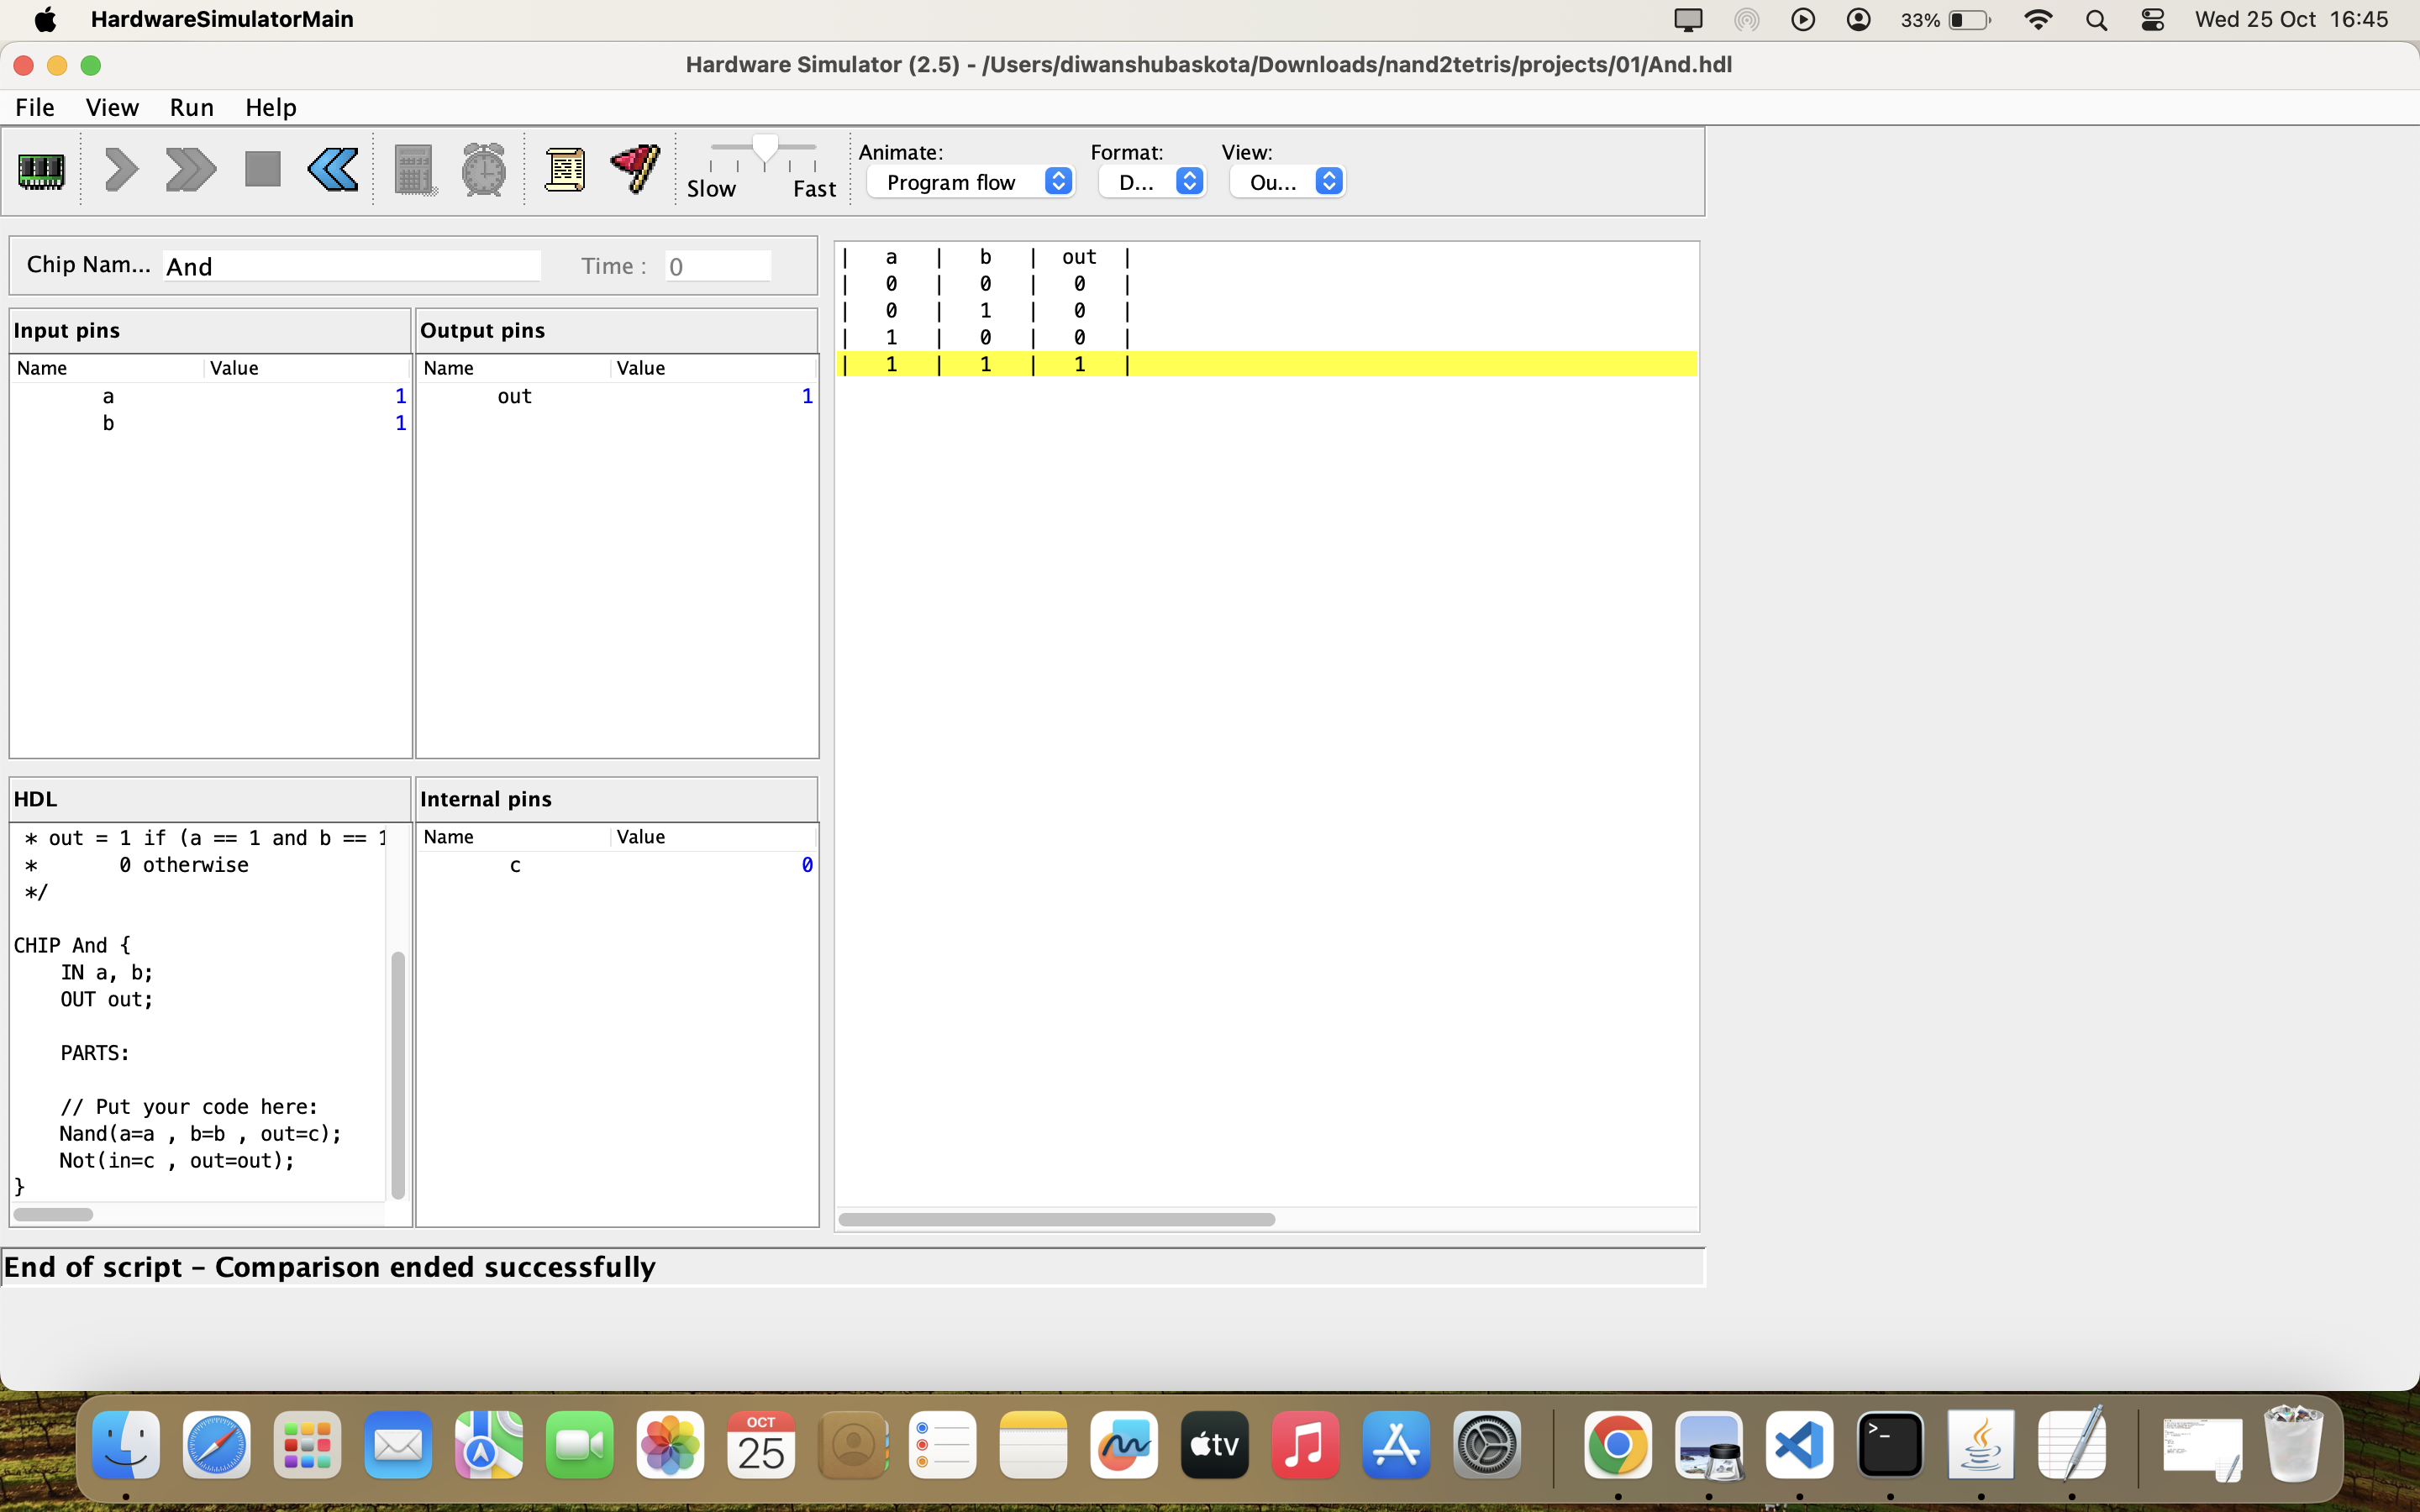 HardwareSimulatorMain 33% Wed 25 Oct 16:45
Hardware Simulator (2.5) - /Users/diwanshubaskota/Downloads/nand2tetris/projects/01/And.hdl
File View Run Help
Animate: Format: View:
Slow Fast Program flow D... Ou...
Chip Nam... And Time : 0
Input pins Output pins
Name Value Name Value
a 1 out 1
b 1
| a | b | out |
| 0 | 0 | 0 |
| 0 | 1 | 0 |
| 1 | 0 | 0 |
| 1 | 1 | 1 |
HDL
* out = 1 if (a == 1 and b == 1
* 0 otherwise
*/
CHIP And {
IN a, b;
OUT out;
PARTS:
// Put your code here:
Nand(a=a , b=b , out=c);
Not(in=c , out=out);
}
Internal pins
Name Value
c 0
End of script – Comparison ended successfully
OCT
25
tv
>_